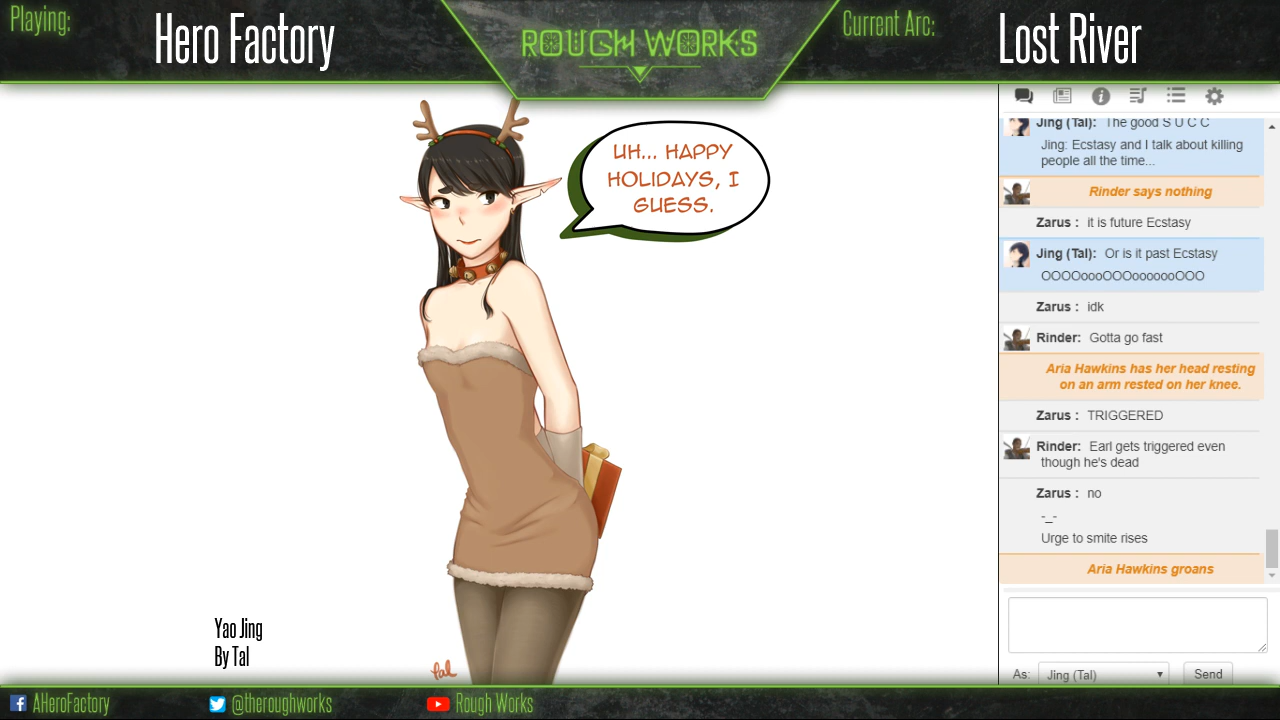 Playing:
Hero Factory
ROUGH WORKS
Current Arc:
Lost River
UH... HAPPY
HOLIDAYS, I
GUESS.
Yao Jing
By Tal
Tal
Jing (Tal): The good S U C C
Jing: Ecstasy and I talk about killing
people all the time...
Rinder says nothing
Zarus : it is future Ecstasy
Jing (Tal): Or is it past Ecstasy
OOOOoooOOOooooooOOO
Zarus : idk
Rinder: Gotta go fast
Aria Hawkins has her head resting
on an arm rested on her knee.
Zarus : TRIGGERED
Rinder: Earl gets triggered even
though he's dead
Zarus : no
-_-
Urge to smite rises
Aria Hawkins groans
As: Jing (Tal) Send
AHeroFactory
@theroughworks
Rough Works